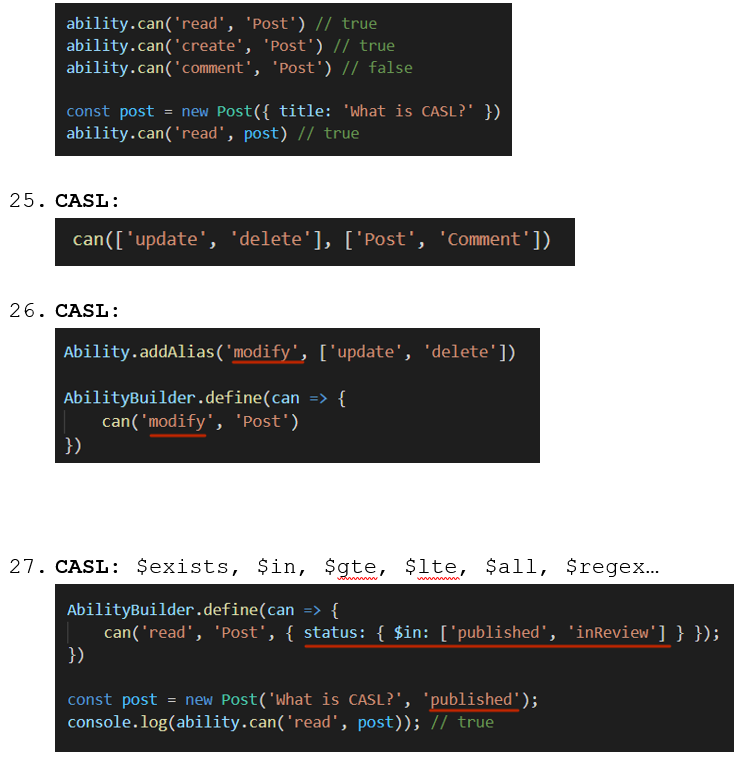 ability.can('read', 'Post') // true
ability.can('create', 'Post') // true
ability.can('comment', 'Post') // false
const post = new Post({ title: 'What is CASL?' })
ability.can('read', post) // true
25. CASL:
can(['update', 'delete'], ['Post', 'Comment'])
26. CASL:
Ability.addAlias('modify', ['update', 'delete'])
AbilityBuilder.define(can => {
can('modify', 'Post')
})
27. CASL: $exists, $in, $gte, $lte, $all, $regex…
AbilityBuilder.define(can => {
can('read', 'Post', { status: { $in: ['published', 'inReview'] } });
})
const post = new Post('What is CASL?', 'published');
console.log(ability.can('read', post)); // true